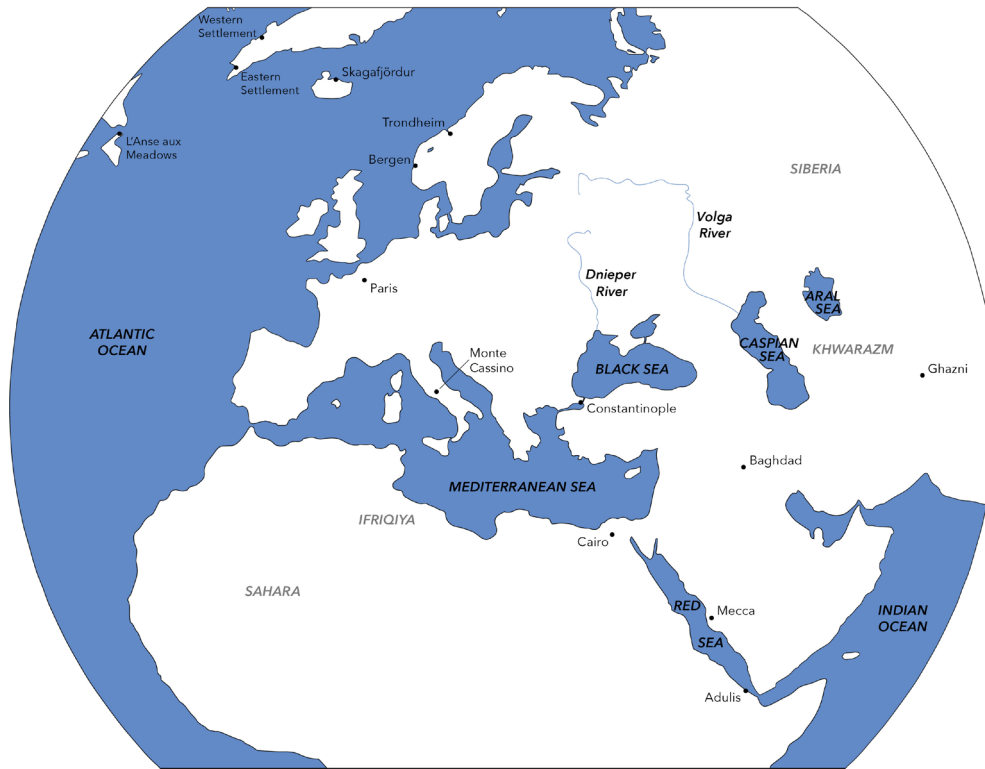 Western
Settlement
Eastern
Settlement
Skagafjördur
L'Anse aux
Meadows
Trondheim
Bergen
SIBERIA
Volga
River
Dnieper
River
Paris
ARAL
SEA
ATLANTIC
OCEAN
CASPIAN
SEA
KHWARAZM
Monte
Cassino
BLACK SEA
Ghazni
Constantinople
Baghdad
MEDITERRANEAN SEA
IFRIQIYA
Cairo
SAHARA
RED
SEA
Mecca
INDIAN
OCEAN
Adulis